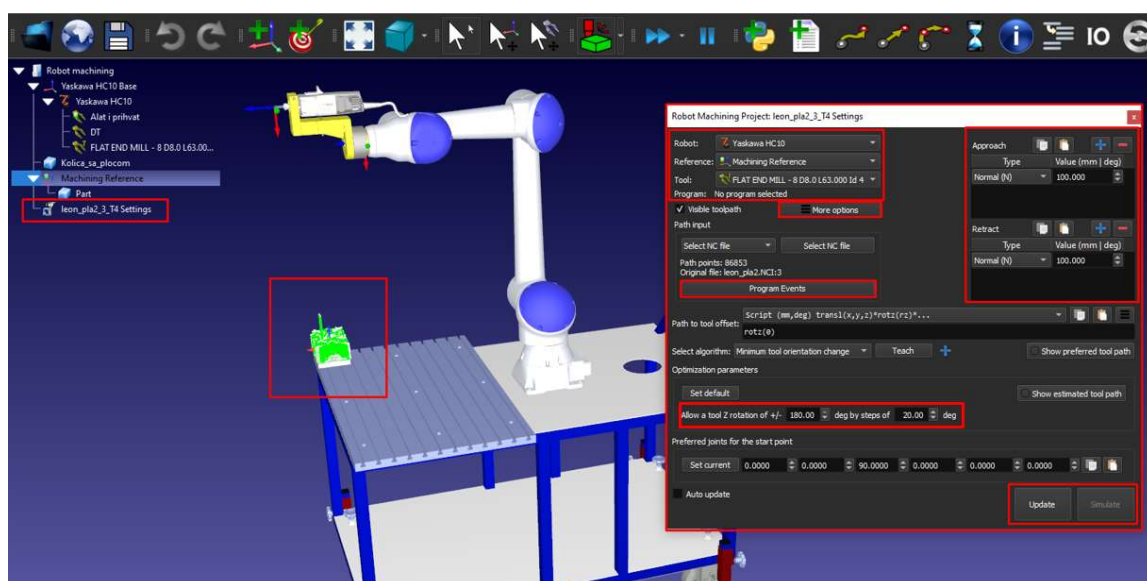 IO
Robot machining
Yaskawa HC10 Base
Yaskawa HC10
Alat i prihvat
DT
FLAT END MILL - 8 D8.0 L63.00...
Kolica_sa_plocom
Machining Reference
Part
leon_pla2_3_T4 Settings
Robot Machining Project: leon_pla2_3_T4 Settings
x
Robot: Yaskawa HC10
Reference: Machining Reference
Tool: FLAT END MILL - 8 D8.0 L63.000 Id 4
Program: No program selected
Visible toolpath More options
Path input
Select NC file Select NC file
Path points: 86853
Original file: leon_pla2.NCI:3
Program Events
Approach
Type Value (mm | deg)
Normal (N) 100.000
Retract
Type Value (mm | deg)
Normal (N) 100.000
Path to tool offset: Script (mm,deg) transl(x,y,z)*rotz(rz)*...
rotz(0)
Select algorithm: Minimum tool orientation change Teach Show preferred tool path
Optimization parameters
Set default Show estimated tool path
Allow a tool Z rotation of +/- 180.00 deg by steps of 20.00 deg
Preferred joints for the start point
Set current 0.0000 0.0000 90.0000 0.0000 0.0000 0.0000
Auto update
Update Simulate